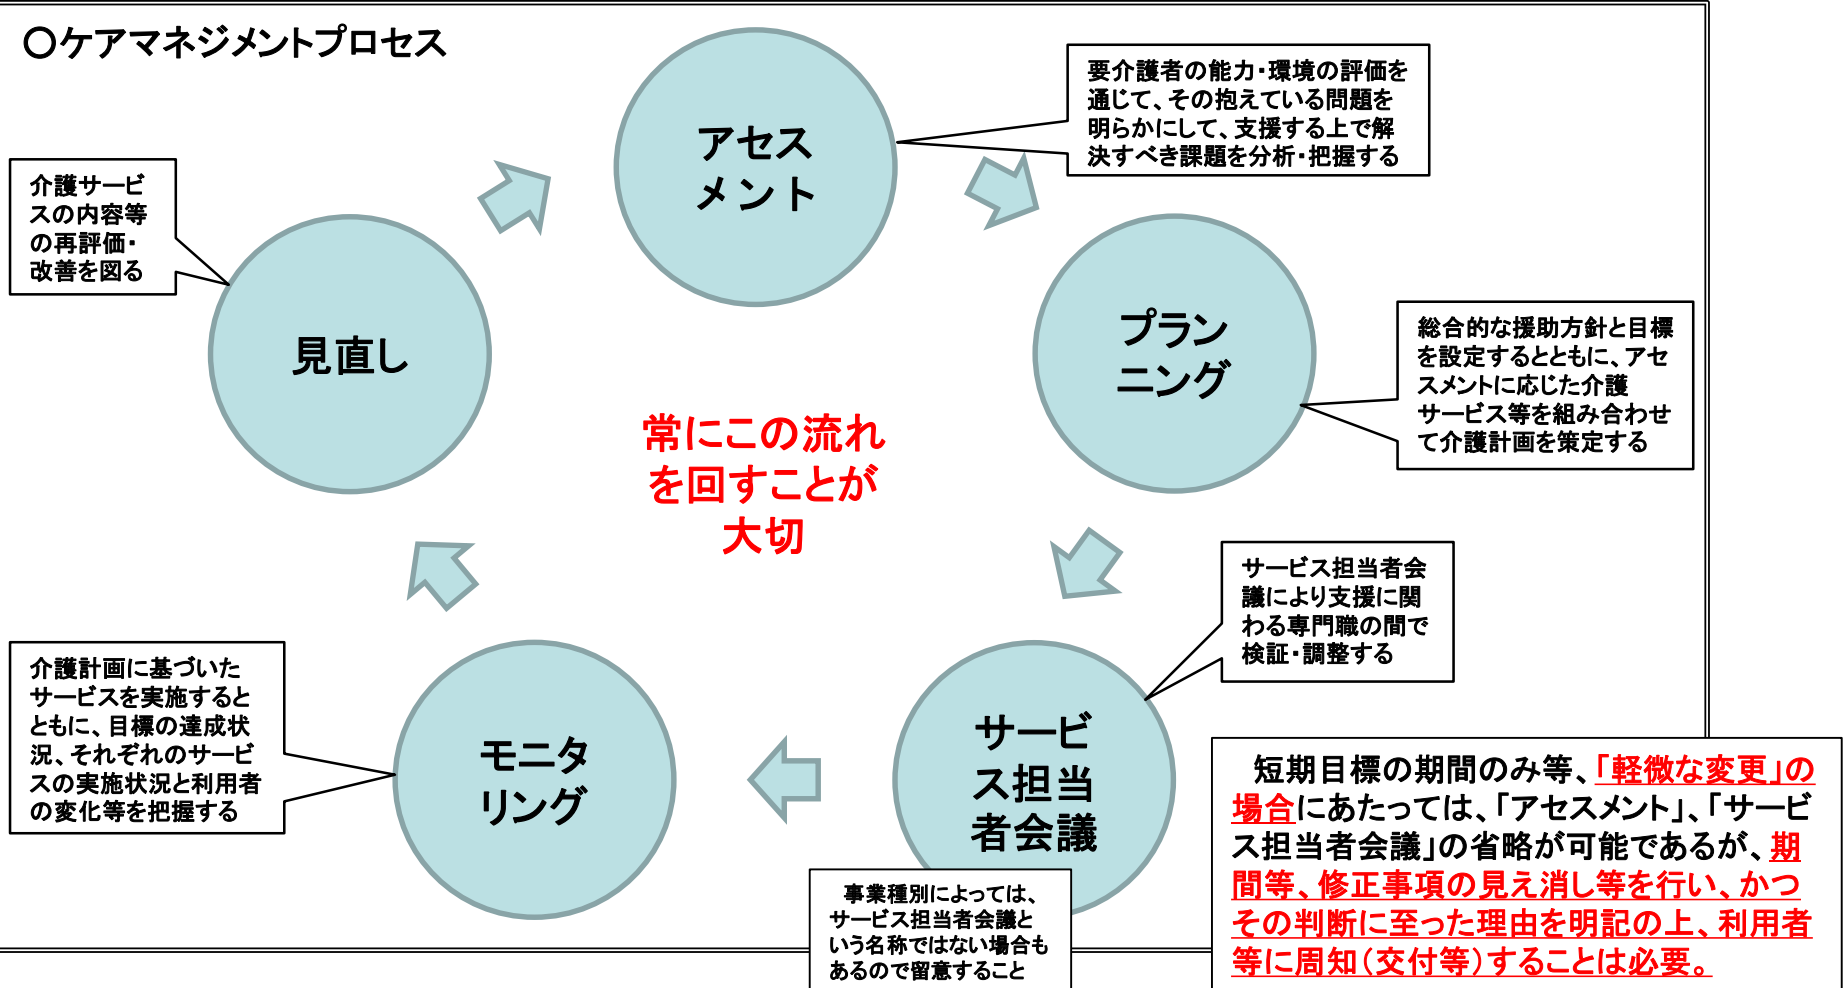 ○ケアマネジメントプロセス
アセス
メント
要介護者の能力・環境の評価を
通じて、その抱えている問題を
明らかにして、支援する上で解
決すべき課題を分析・把握する
介護サービ
スの内容等
の再評価・
改善を図る
見直し
プラン
ニング
総合的な援助方針と目標
を設定するとともに、アセ
スメントに応じた介護
サービス等を組み合わせ
て介護計画を策定する
常にこの流れ
を回すことが
大切
サービス担当者会
議により支援に関
わる専門職の間で
検証・調整する
介護計画に基づいた
サービスを実施すると
ともに、目標の達成状
況、それぞれのサービ
スの実施状況と利用者
の変化等を把握する
モニタ
リング
サービ
ス担当
者会議
事業種別によっては、
サービス担当者会議と
いう名称ではない場合も
あるので留意すること
短期目標の期間のみ等、「軽微な変更」の
場合にあたっては、「アセスメント」、「サービ
ス担当者会議」の省略が可能であるが、期
間等、修正事項の見え消し等を行い、かつ
その判断に至った理由を明記の上、利用者
等に周知(交付等)することは必要。